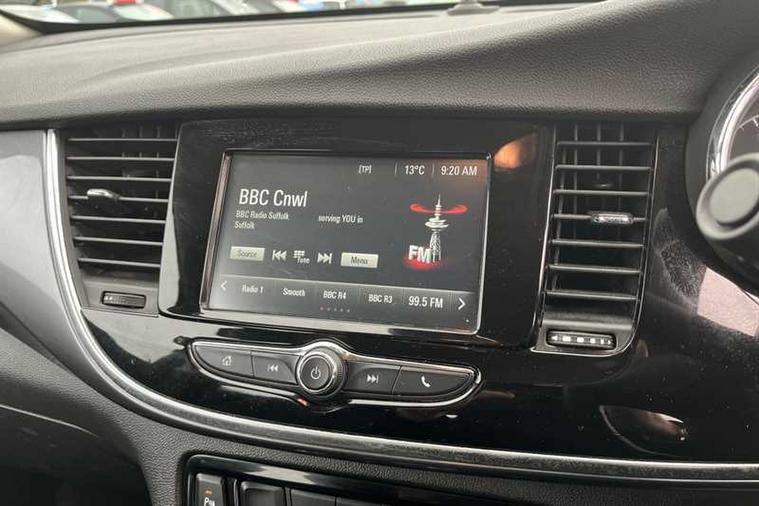 [TP] 13°C 9:20 AM
BBC Cnwl
BBC Radio Suffolk serving YOU in
Suffolk
FM
Source Tune Menu
Radio 1 Smooth BBC R4 BBC R3 99.5 FM